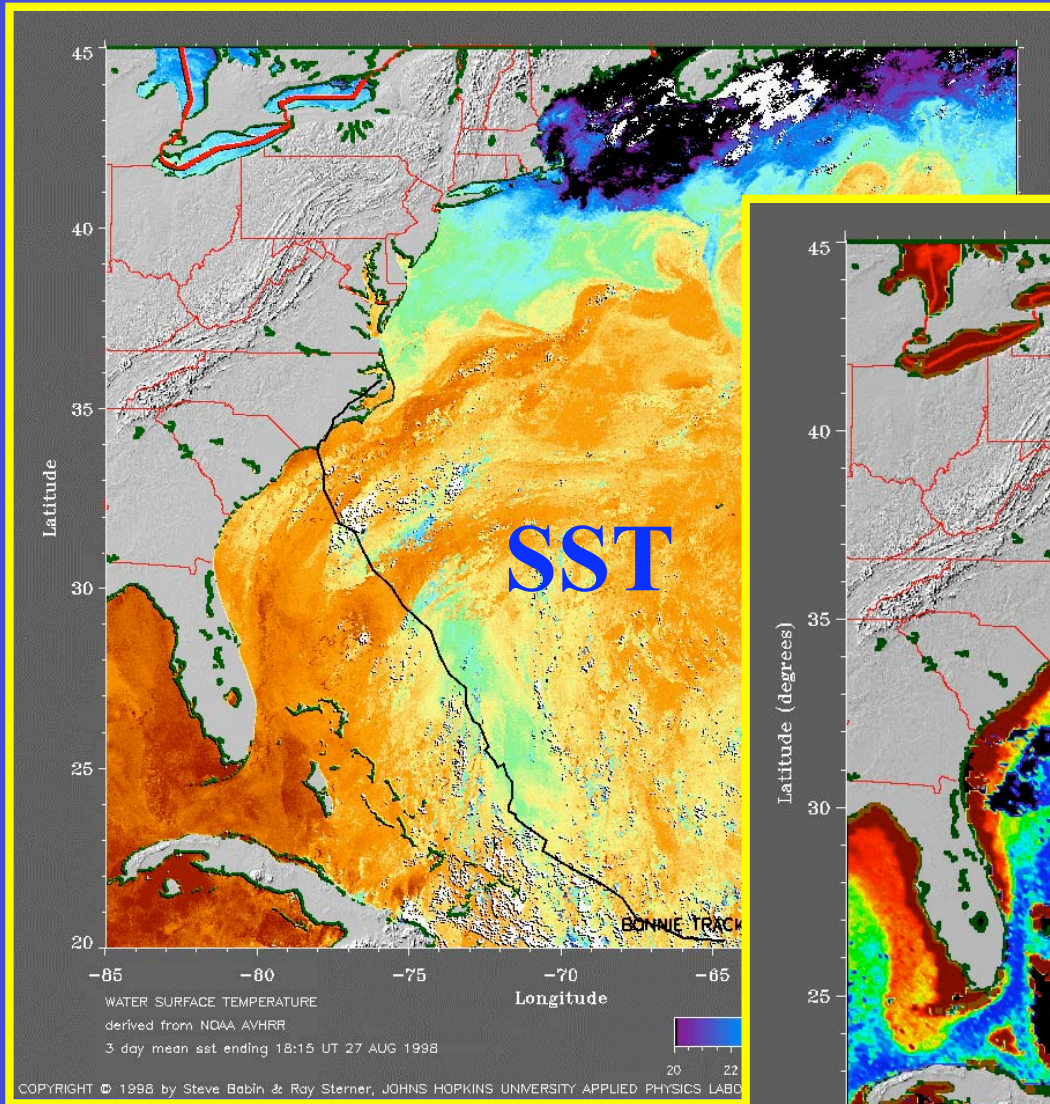 45
40
35
30
25
20
Latitude
-85
-80
-75
-70
-65
Longitude
SST
BONNIE TRACK
WATER SURFACE TEMPERATURE
derived from NOAA AVHRR
3 day mean sst ending 18:15 UT 27 AUG 1998
20
22
COPYRIGHT © 1998 by Steve Babin & Ray Sterner, JOHNS HOPKINS UNIVERSITY APPLIED PHYSICS LABO
45
40
35
30
25
Latitude (degrees)